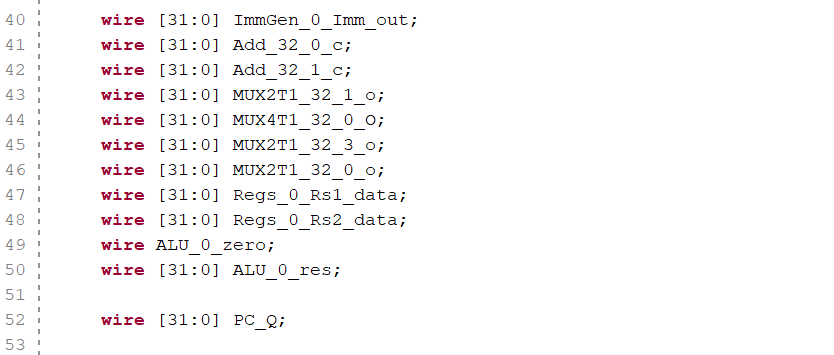 40 wire [31:0] ImmGen_0_Imm_out;
41 wire [31:0] Add_32_0_c;
42 wire [31:0] Add_32_1_c;
43 wire [31:0] MUX2T1_32_1_o;
44 wire [31:0] MUX4T1_32_0_O;
45 wire [31:0] MUX2T1_32_3_o;
46 wire [31:0] MUX2T1_32_0_o;
47 wire [31:0] Regs_0_Rs1_data;
48 wire [31:0] Regs_0_Rs2_data;
49 wire ALU_0_zero;
50 wire [31:0] ALU_0_res;
51
52 wire [31:0] PC_Q;
53